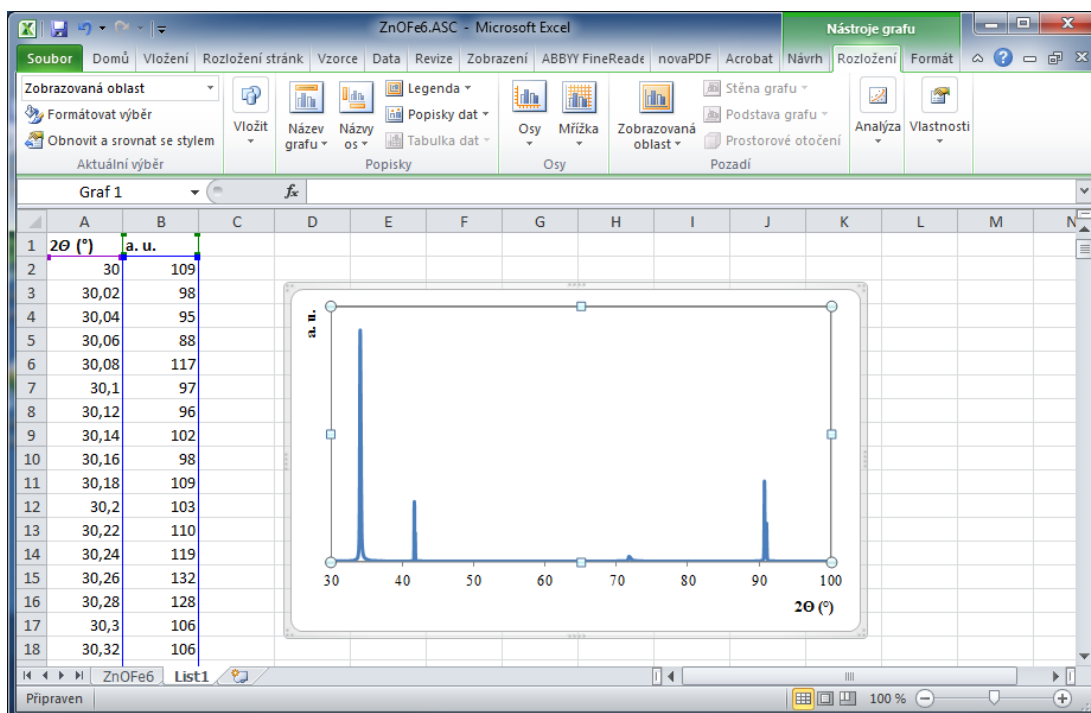 ZnOFe6.ASC - Microsoft Excel
Nástroje grafu
Soubor Domů Vložení Rozložení stránk Vzorce Data Revize Zobrazení ABBYY FineReade novaPDF Acrobat Návrh Rozložení Formát
Zobrazovaná oblast
Formátovat výběr
Obnovit a srovnat se stylem
Aktuální výběr
Vložit
Název grafu
Názvy os
Legenda
Popisky dat
Tabulka dat
Popisky
Osy
Mřížka
Osy
Zobrazovaná oblast
Stěna grafu
Podstava grafu
Prostorové otočení
Pozadí
Analýza
Vlastnosti
Graf 1
fx
A B C D E F G H I J K L M N
1 2Θ (°) a. u.
2 30 109
3 30,02 98
4 30,04 95
5 30,06 88
6 30,08 117
7 30,1 97
8 30,12 96
9 30,14 102
10 30,16 98
11 30,18 109
12 30,2 103
13 30,22 110
14 30,24 119
15 30,26 132
16 30,28 128
17 30,3 106
18 30,32 106
a. u.
30 40 50 60 70 80 90 100
2Θ (°)
ZnOFe6 List1
Připraven
100 %